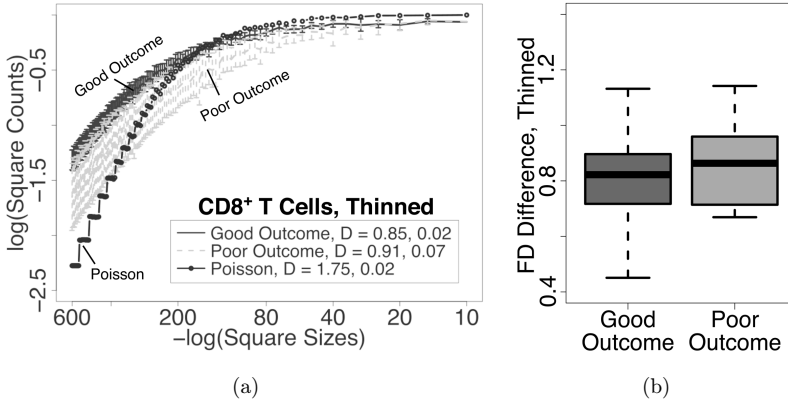 log(Square Counts)
−0.5
−1.5
−2.5
Good Outcome
Poor Outcome
Poisson
CD8⁺ T Cells, Thinned
Good Outcome, D = 0.85, 0.02
Poor Outcome, D = 0.91, 0.07
Poisson, D = 1.75, 0.02
600 200 80 40 20 10
−log(Square Sizes)
(a)
FD Difference, Thinned
1.2
0.8
0.4
Good Outcome
Poor Outcome
(b)